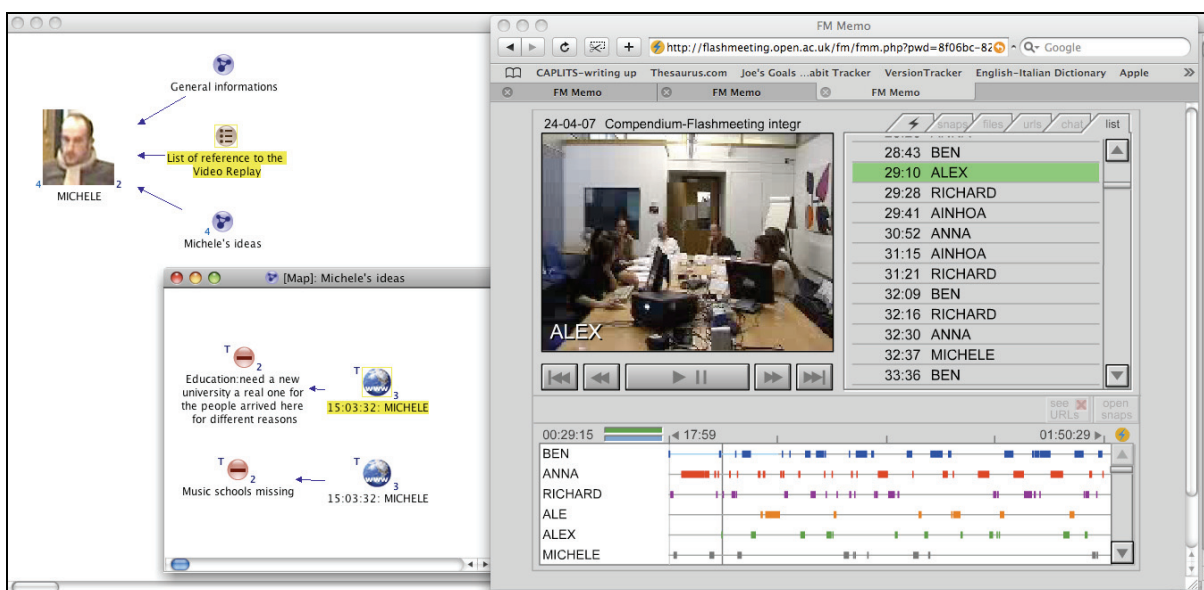 General informations
List of reference to the
Video Replay
4
2
MICHELE
4
Michele's ideas
[Map]: Michele's ideas
T
2
Education:need a new
university a real one for
the people arrived here
for different reasons
T
www
3
15:03:32: MICHELE
T
2
Music schools missing
T
www
3
15:03:32: MICHELE
FM Memo
http://flashmeeting.open.ac.uk/fm/fmm.php?pwd=8f06bc-82
Google
CAPLITS-writing up Thesaurus.com Joe's Goals ...abit Tracker VersionTracker English-Italian Dictionary Apple
FM Memo FM Memo FM Memo
24-04-07 Compendium-Flashmeeting integr
snaps files urls chat list
ALEX
28:43 BEN
29:10 ALEX
29:28 RICHARD
29:41 AINHOA
30:52 ANNA
31:15 AINHOA
31:21 RICHARD
32:09 BEN
32:16 RICHARD
32:30 ANNA
32:37 MICHELE
33:36 BEN
see
URLs
open
snaps
00:29:15 17:59 01:50:29
BEN
ANNA
RICHARD
ALE
ALEX
MICHELE